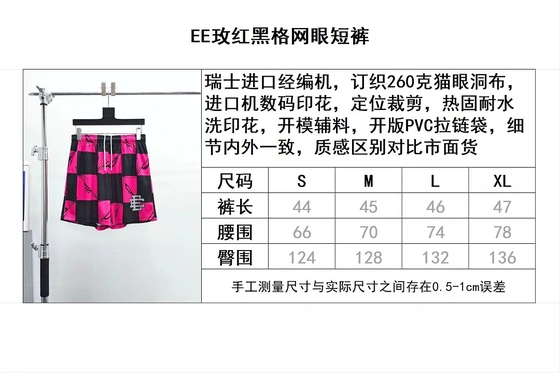 EE玫红黑格网眼短裤
瑞士进口经编机，订织260克猫眼洞布，
进口机数码印花，定位裁剪，热固耐水
洗印花，开模辅料，开版PVC拉链袋，细
节内外一致，质感区别对比市面货
尺码 S M L XL
裤长 44 45 46 47
腰围 66 70 74 78
臀围 124 128 132 136
手工测量尺寸与实际尺寸之间存在0.5-1cm误差